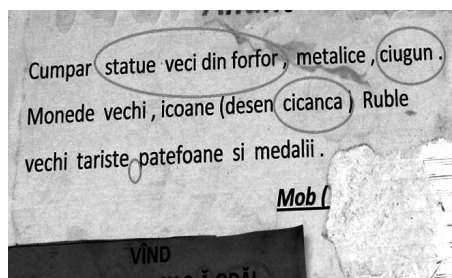 Cumpar statue veci din forfor, metalice, ciugun.
Monede vechi, icoane (desen cicanca) Ruble
vechi tariste patefoane si medalii.
Mob (
VÎND